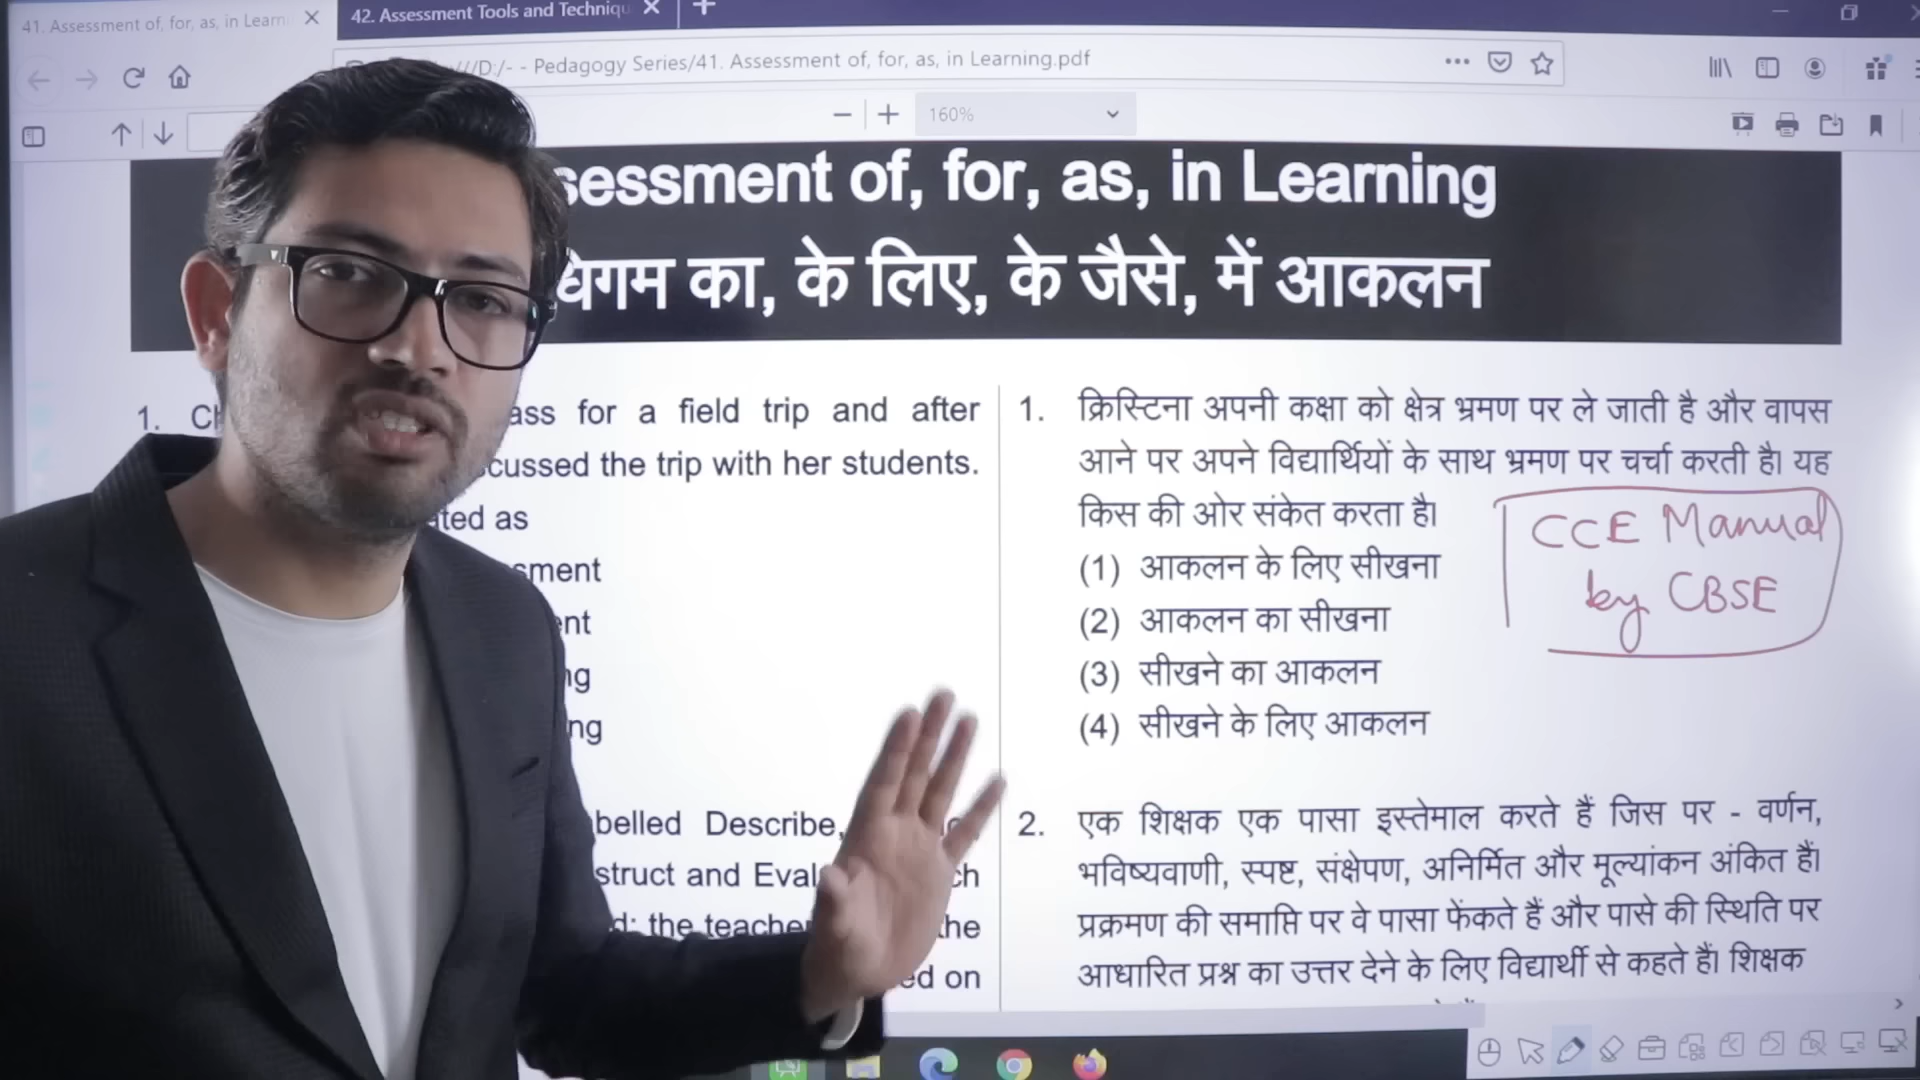 41. Assessment of, for, as, in Learn
42. Assessment Tools and Techniqu
///D:/- - Pedagogy Series/41. Assessment of, for, as, in Learning.pdf
160%
sessment of, for, as, in Learning
धिगम का, के लिए, के जैसे, में आकलन
1. ass for a field trip and after
cussed the trip with her students.
ted as
sment
ent
ng
ng
belled Describe,
struct and Eval ch
d; the teacher the
ed on
1. क्रिस्टिना अपनी कक्षा को क्षेत्र भ्रमण पर ले जाती है और वापस
आने पर अपने विद्यार्थियों के साथ भ्रमण पर चर्चा करती है। यह
किस की ओर संकेत करता है।
(1) आकलन के लिए सीखना
(2) आकलन का सीखना
(3) सीखने का आकलन
(4) सीखने के लिए आकलन
CCE Manual
by CBSE
2. एक शिक्षक एक पासा इस्तेमाल करते हैं जिस पर - वर्णन,
भविष्यवाणी, स्पष्ट, संक्षेपण, अनिर्मित और मूल्यांकन अंकित हैं।
प्रक्रमण की समाप्ति पर वे पासा फेंकते हैं और पासे की स्थिति पर
आधारित प्रश्न का उत्तर देने के लिए विद्यार्थी से कहते हैं। शिक्षक